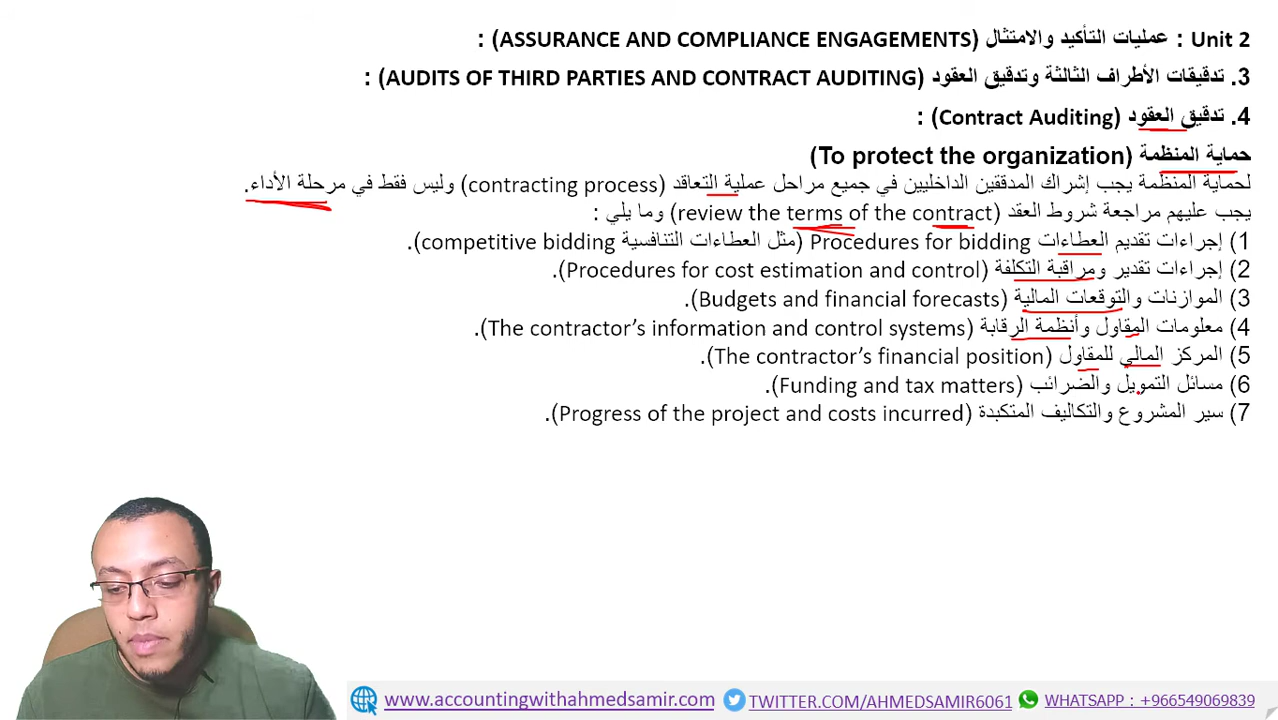 Unit 2 : عمليات التأكيد والامتثال (ASSURANCE AND COMPLIANCE ENGAGEMENTS) :
3. تدقيقات الأطراف الثالثة وتدقيق العقود (AUDITS OF THIRD PARTIES AND CONTRACT AUDITING) :
4. تدقيق العقود (Contract Auditing) :
حماية المنظمة (To protect the organization)
لحماية المنظمة يجب إشراك المدققين الداخليين في جميع مراحل عملية التعاقد (contracting process) وليس فقط في مرحلة الأداء.
يجب عليهم مراجعة شروط العقد (review the terms of the contract) وما يلي :
1) إجراءات تقديم العطاءات Procedures for bidding (مثل العطاءات التنافسية competitive bidding).
2) إجراءات تقدير ومراقبة التكلفة (Procedures for cost estimation and control).
3) الموازنات والتوقعات المالية (Budgets and financial forecasts).
4) معلومات المقاول وأنظمة الرقابة (The contractor’s information and control systems).
5) المركز المالي للمقاول (The contractor’s financial position).
6) مسائل التمويل والضرائب (Funding and tax matters).
7) سير المشروع والتكاليف المتكبدة (Progress of the project and costs incurred).
www.accountingwithahmedsamir.com TWITTER.COM/AHMEDSAMIR6061 WHATSAPP : +966549069839